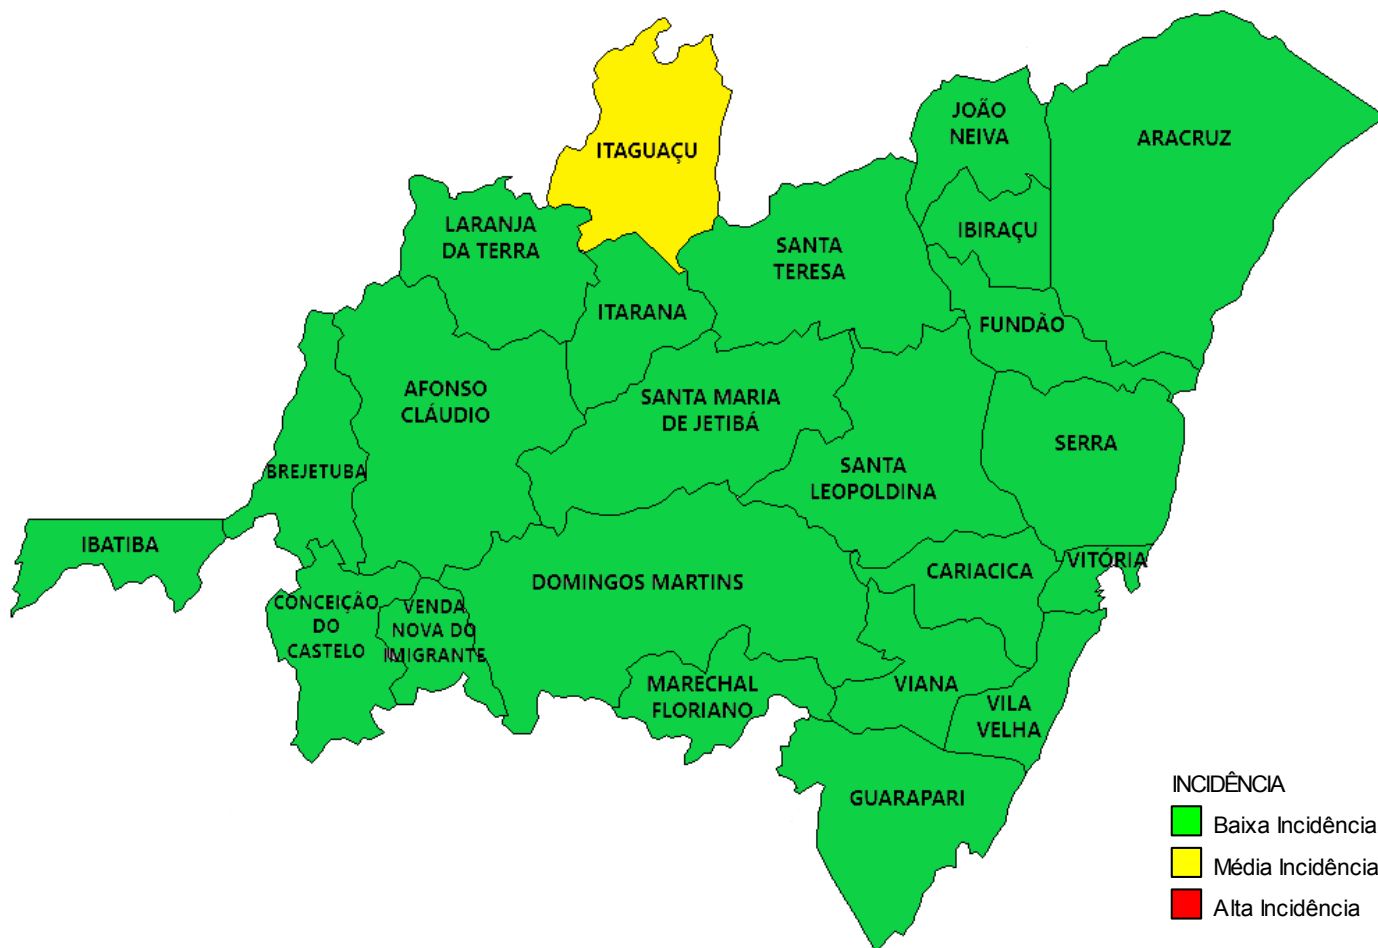 JOÃO
NEIVA
ARACRUZ
ITAGUAÇU
LARANJA
DA TERRA
SANTA
TERESA
IBIRAÇU
ITARANA
FUNDÃO
AFONSO
CLÁUDIO
SANTA MARIA
DE JETIBÁ
SERRA
BREJETUBA
SANTA
LEOPOLDINA
IBATIBA
DOMINGOS MARTINS
CARIACICA
VITÓRIA
CONCEIÇÃO
DO
CASTELO
VENDA
NOVA DO
IMIGRANTE
MARECHAL
FLORIANO
VIANA
VILA
VELHA
GUARAPARI
INCIDÊNCIA
Baixa Incidência
Média Incidência
Alta Incidência